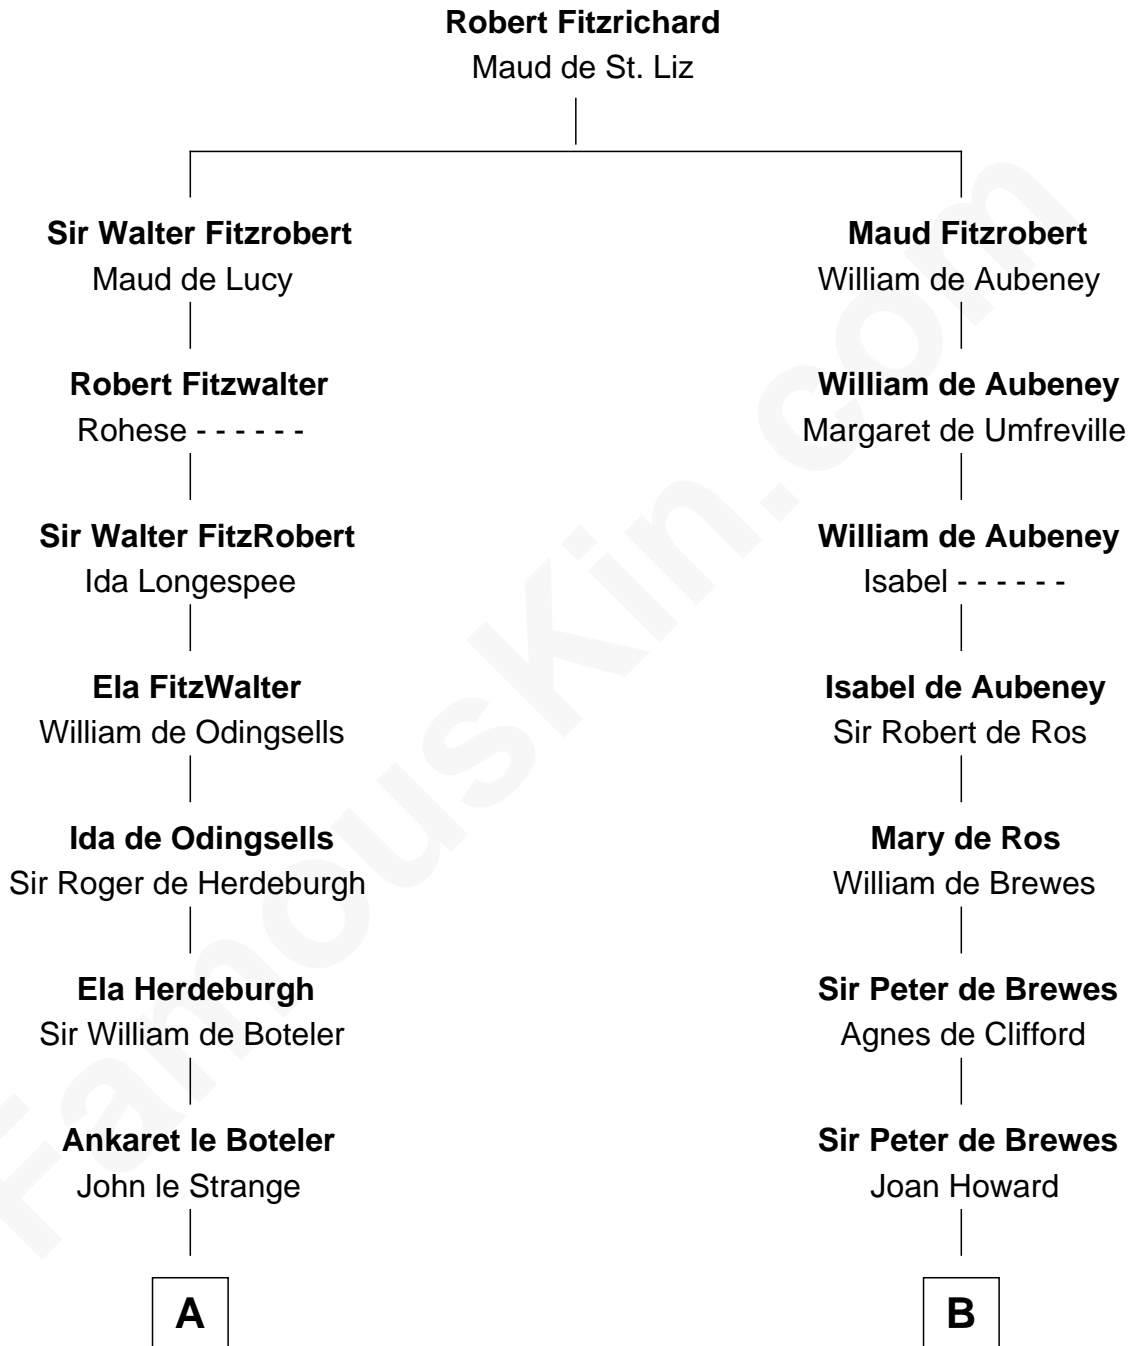 Robert Fitzrichard
Maud de St. Liz
Sir Walter Fitzrobert
Maud de Lucy
Maud Fitzrobert
William de Aubeney
Robert Fitzwalter
Rohese - - - - - -
William de Aubeney
Margaret de Umfreville
Sir Walter FitzRobert
Ida Longespee
William de Aubeney
Isabel - - - - - -
Ela FitzWalter
William de Odingsells
Isabel de Aubeney
Sir Robert de Ros
Ida de Odingsells
Sir Roger de Herdeburgh
Mary de Ros
William de Brewes
Ela Herdeburgh
Sir William de Boteler
Sir Peter de Brewes
Agnes de Clifford
Ankaret le Boteler
John le Strange
Sir Peter de Brewes
Joan Howard
A
B
FamousKin.com